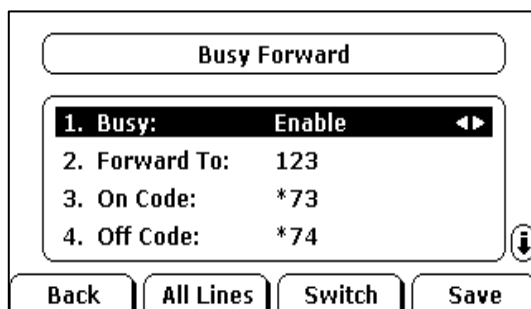 Busy Forward
1. Busy: Enable
2. Forward To: 123
3. On Code: *73
4. Off Code: *74
Back All Lines Switch Save